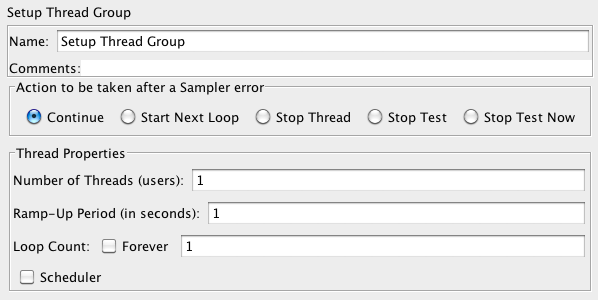 Setup Thread Group
Name: Setup Thread Group
Comments:
Action to be taken after a Sampler error
Continue Start Next Loop Stop Thread Stop Test Stop Test Now
Thread Properties
Number of Threads (users): 1
Ramp-Up Period (in seconds): 1
Loop Count: Forever 1
Scheduler